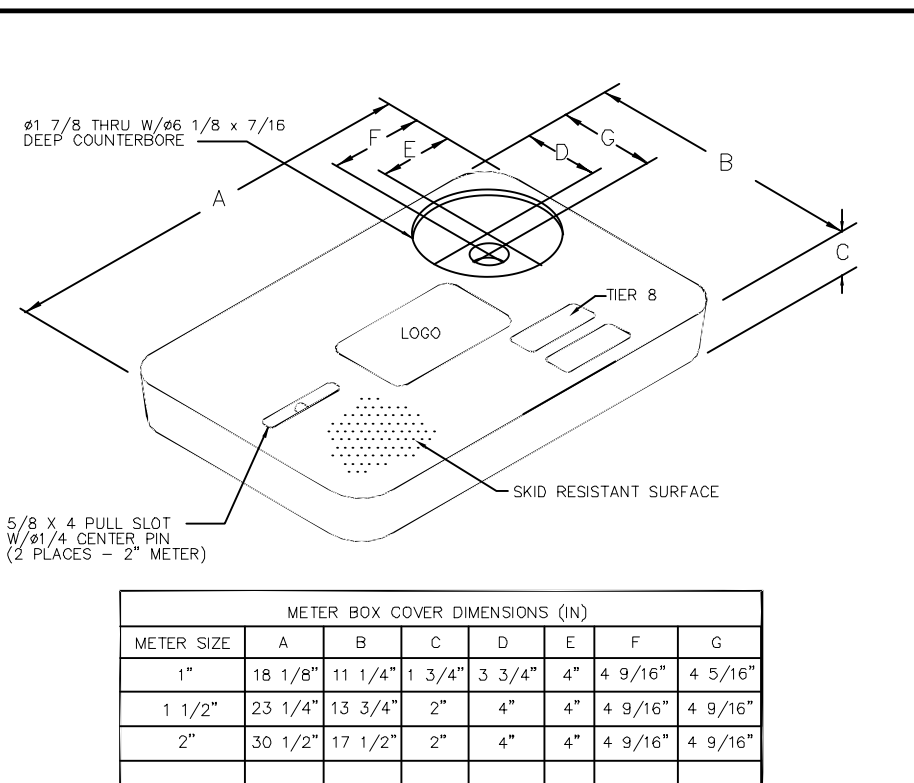 ø1 7/8 THRU W/ø6 1/8 x 7/16
DEEP COUNTERBORE
F
E
D
G
B
A
C
TIER 8
LOGO
SKID RESISTANT SURFACE
5/8 X 4 PULL SLOT
W/ø1/4 CENTER PIN
(2 PLACES - 2" METER)
METER BOX COVER DIMENSIONS (IN)
METER SIZE A B C D E F G
1" 18 1/8" 11 1/4" 1 3/4" 3 3/4" 4" 4 9/16" 4 5/16"
1 1/2" 23 1/4" 13 3/4" 2" 4" 4" 4 9/16" 4 9/16"
2" 30 1/2" 17 1/2" 2" 4" 4" 4 9/16" 4 9/16"